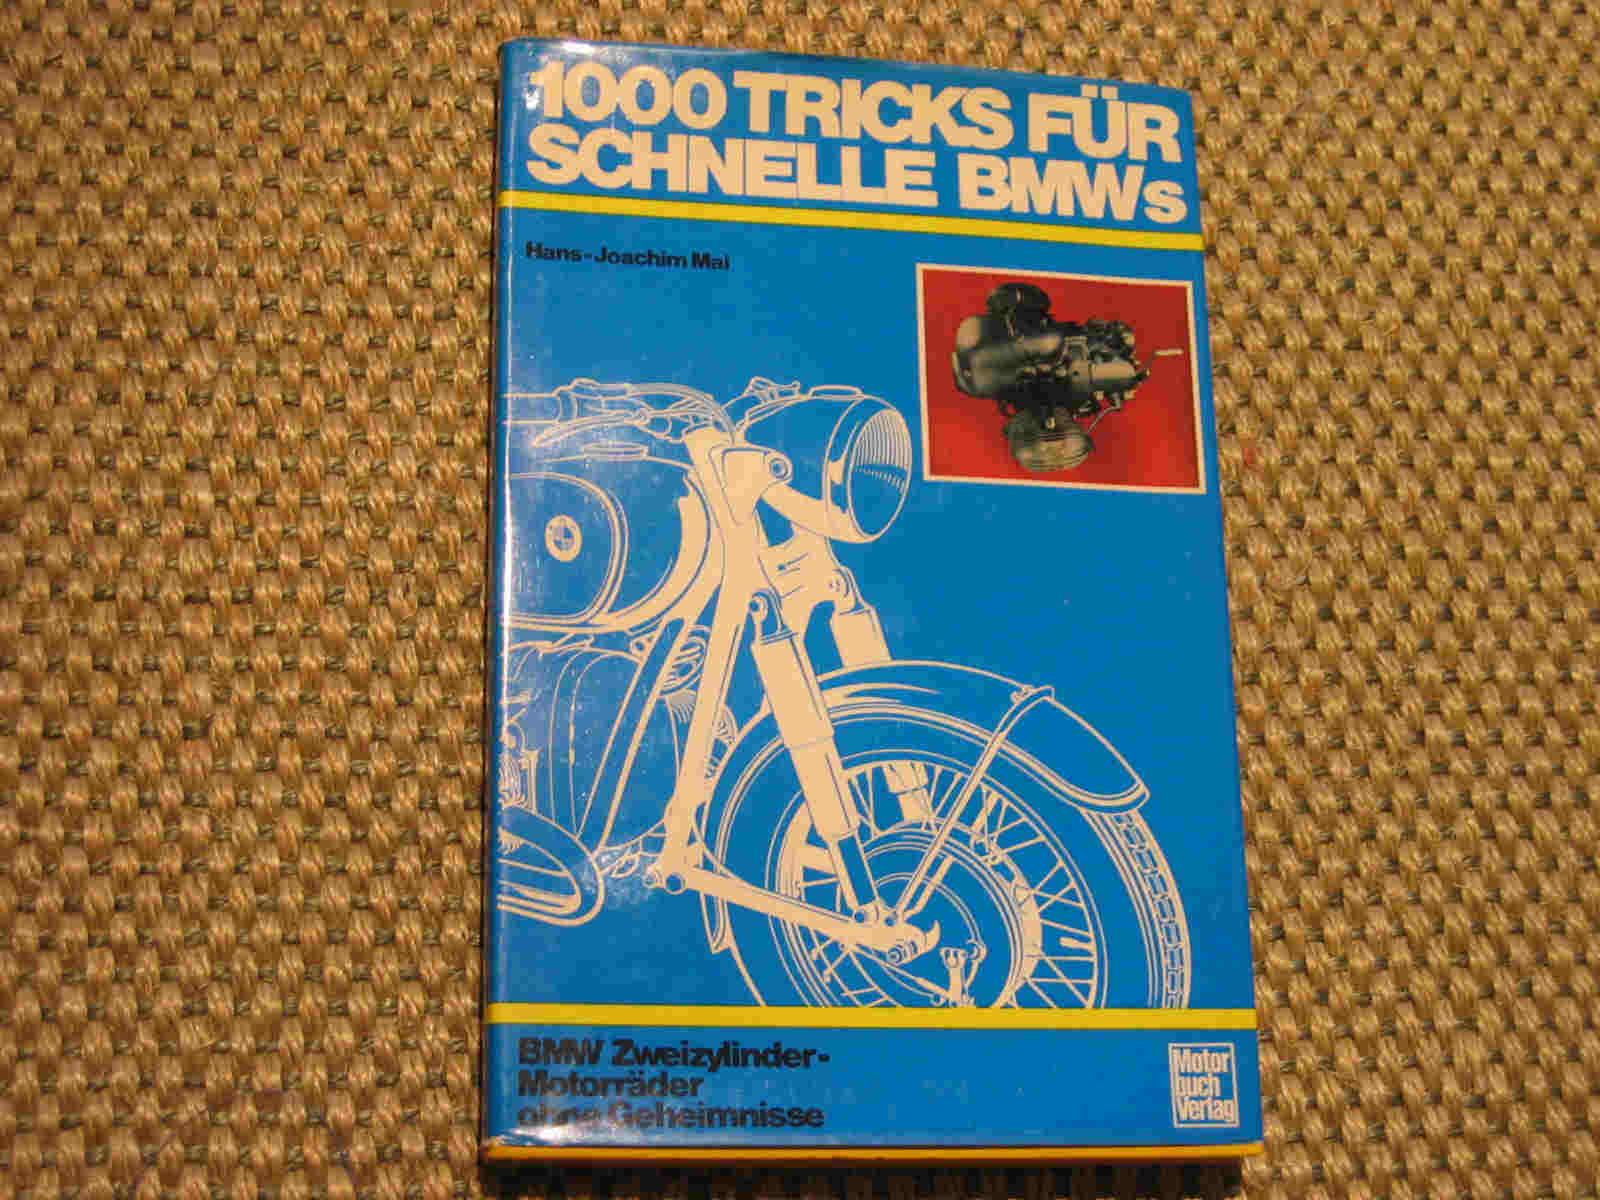 1000 TRICKS FÜR
SCHNELLE BMWs
Hans-Joachim Mai
BMW Zweizylinder-
Motorräder
ohne Geheimnisse
Motor
buch
Verlag